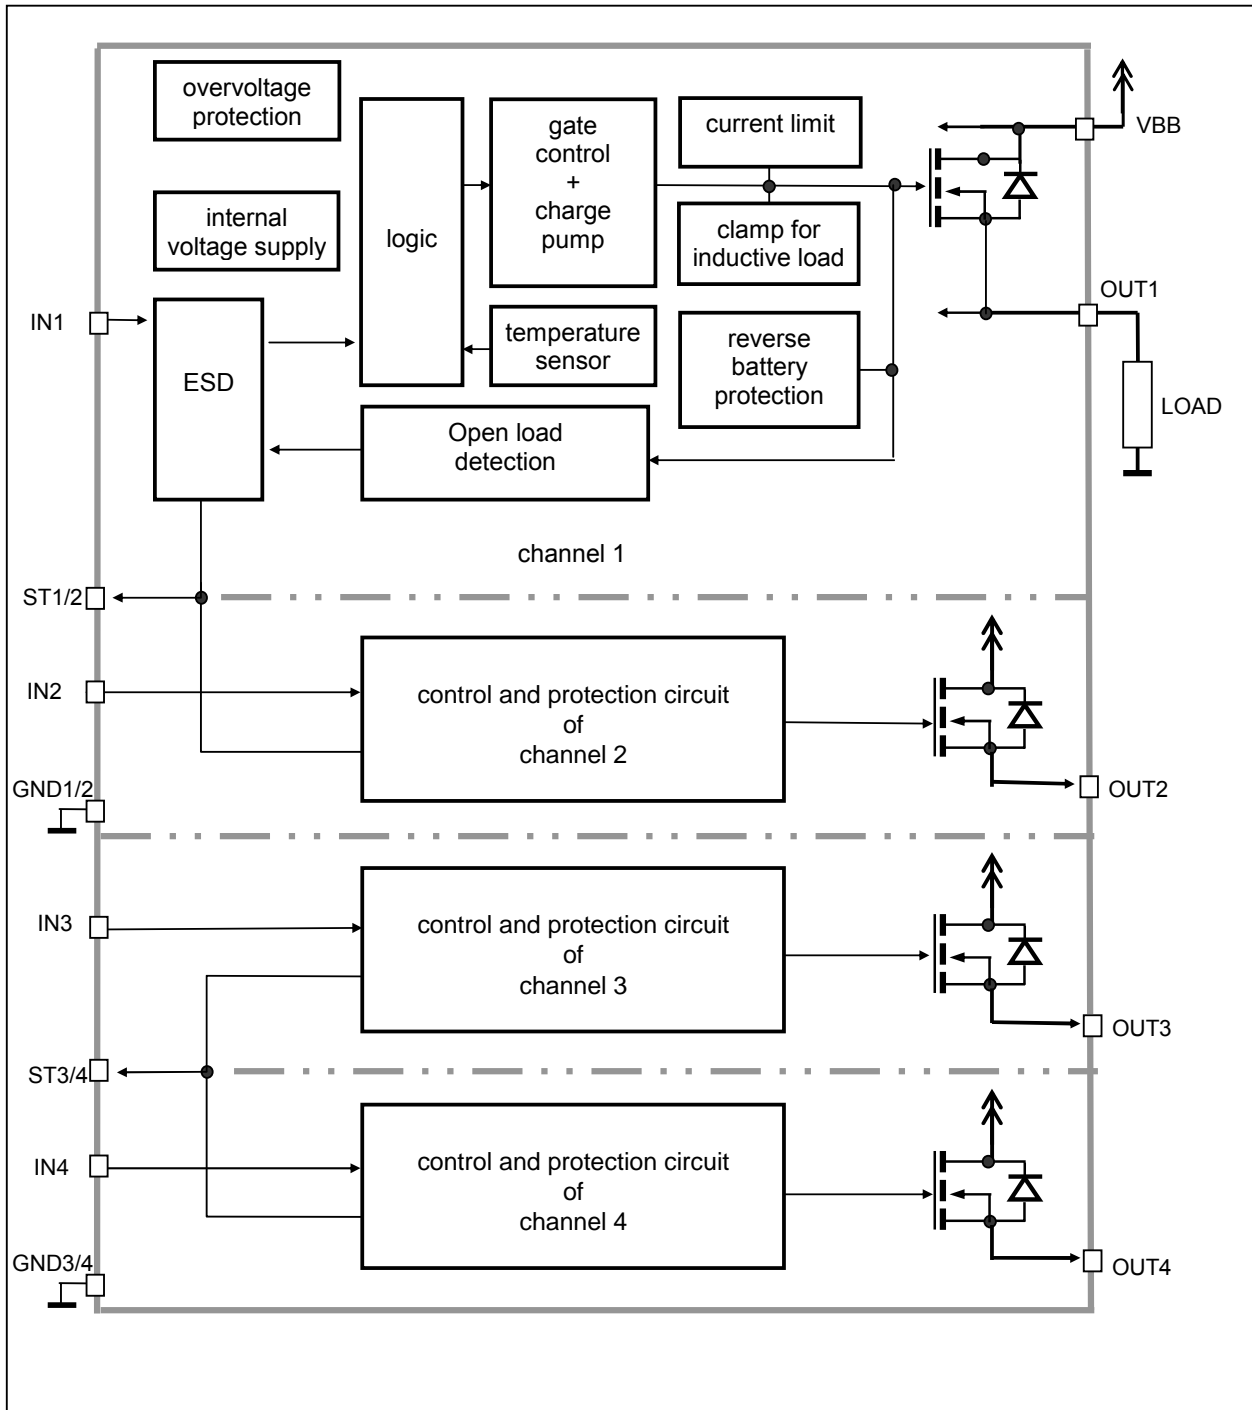 overvoltage
protection
internal
voltage supply
logic
gate
control
+
charge
pump
current limit
clamp for
inductive load
VBB
IN1
ESD
temperature
sensor
reverse
battery
protection
OUT1
LOAD
Open load
detection
channel 1
ST1/2
IN2
control and protection circuit
of
channel 2
GND1/2
OUT2
IN3
control and protection circuit
of
channel 3
OUT3
ST3/4
IN4
control and protection circuit
of
channel 4
GND3/4
OUT4